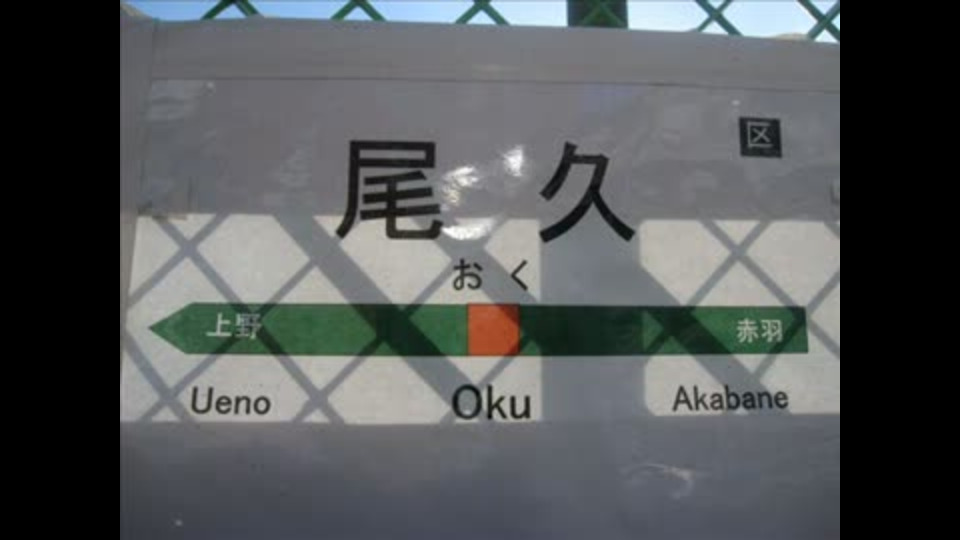 区
尾久
おく
上野 赤羽
Ueno Oku Akabane